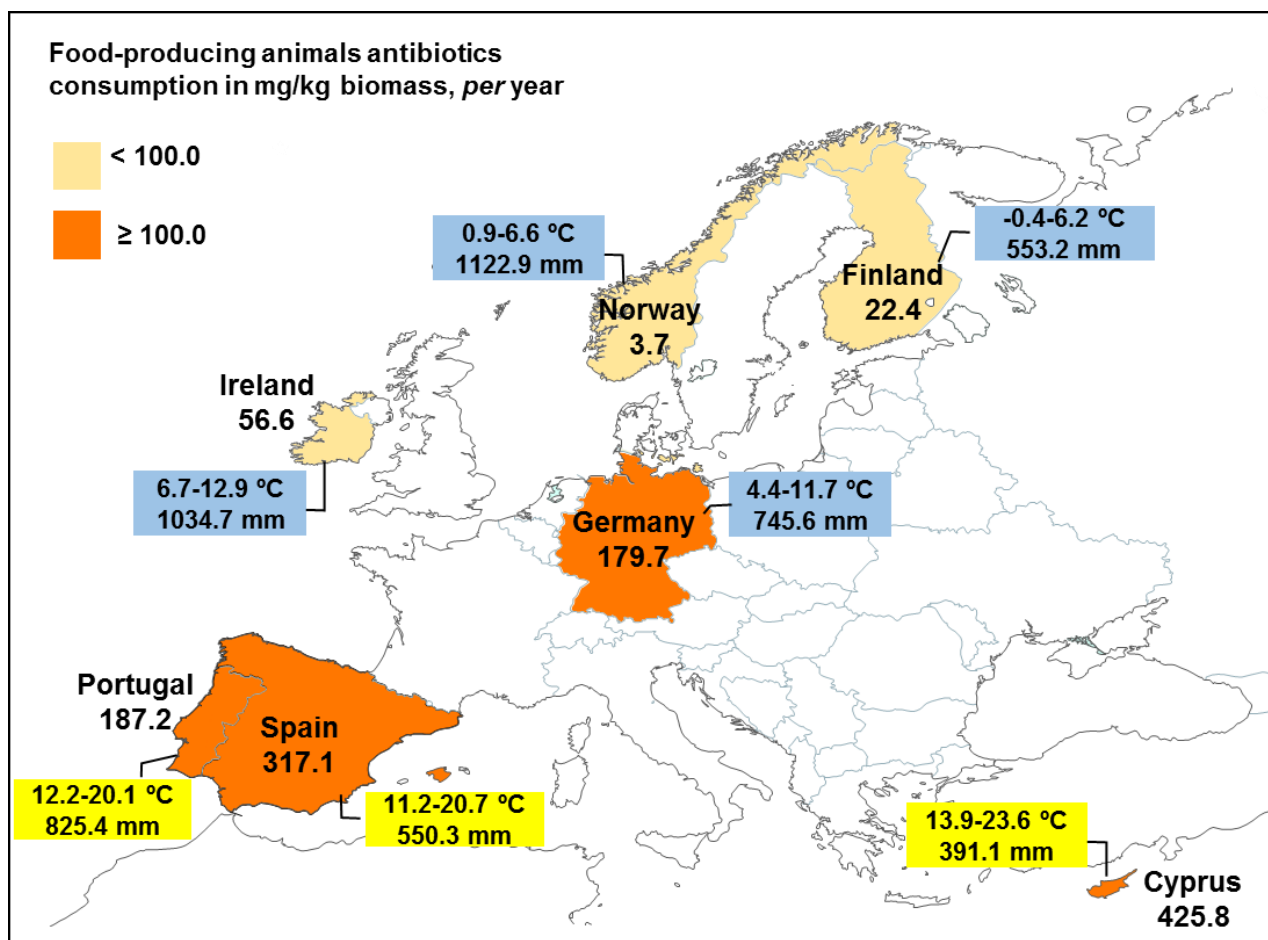 Food-producing animals antibiotics
consumption in mg/kg biomass, per year
< 100.0
≥ 100.0
0.9-6.6 ºC
1122.9 mm
-0.4-6.2 ºC
553.2 mm
Finland
22.4
Norway
3.7
Ireland
56.6
6.7-12.9 ºC
1034.7 mm
4.4-11.7 ºC
745.6 mm
Germany
179.7
Portugal
187.2
Spain
317.1
12.2-20.1 ºC
825.4 mm
11.2-20.7 ºC
550.3 mm
13.9-23.6 ºC
391.1 mm
Cyprus
425.8